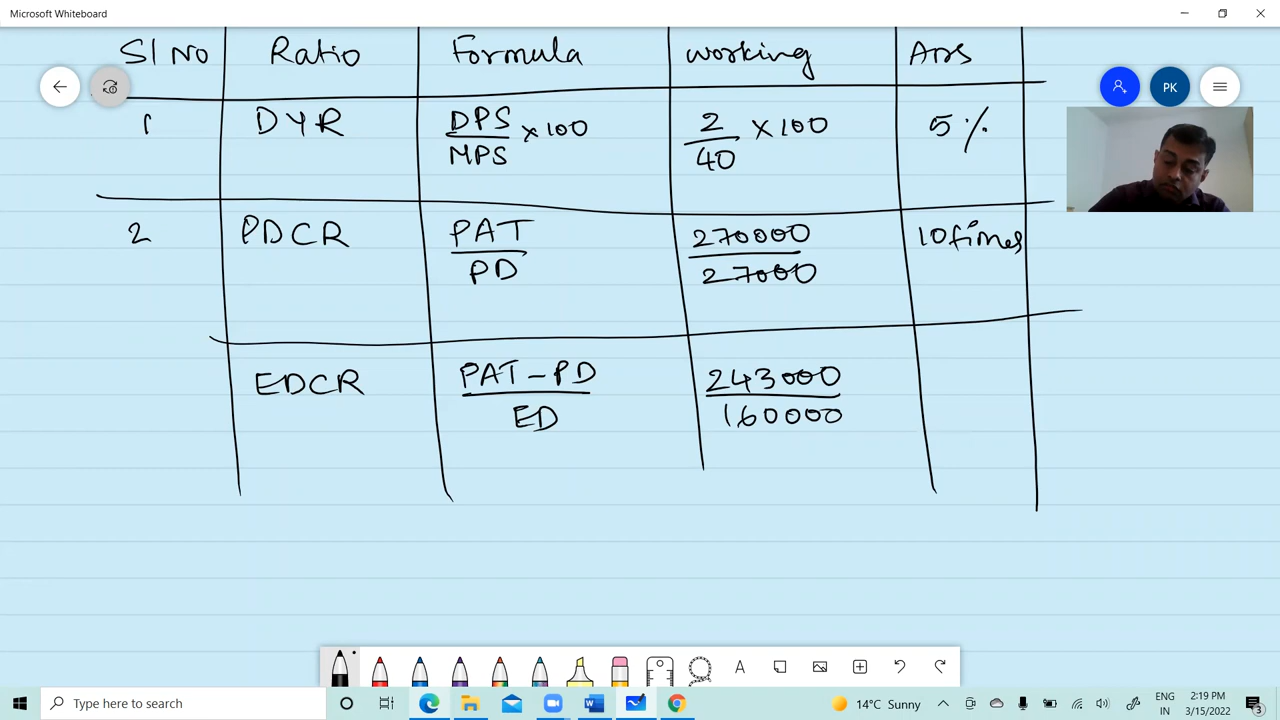 Microsoft Whiteboard
Sl No Ratio Formula Working Ans
PK
1 DYR DPS/MPS x 100 2/40 x 100 5%
2 PDCR PAT/PD 270000/27000 10 times
EDCR PAT - PD/ED 243000/160000
A
Type here to search
14°C Sunny
ENG
IN
2:19 PM
3/15/2022
3